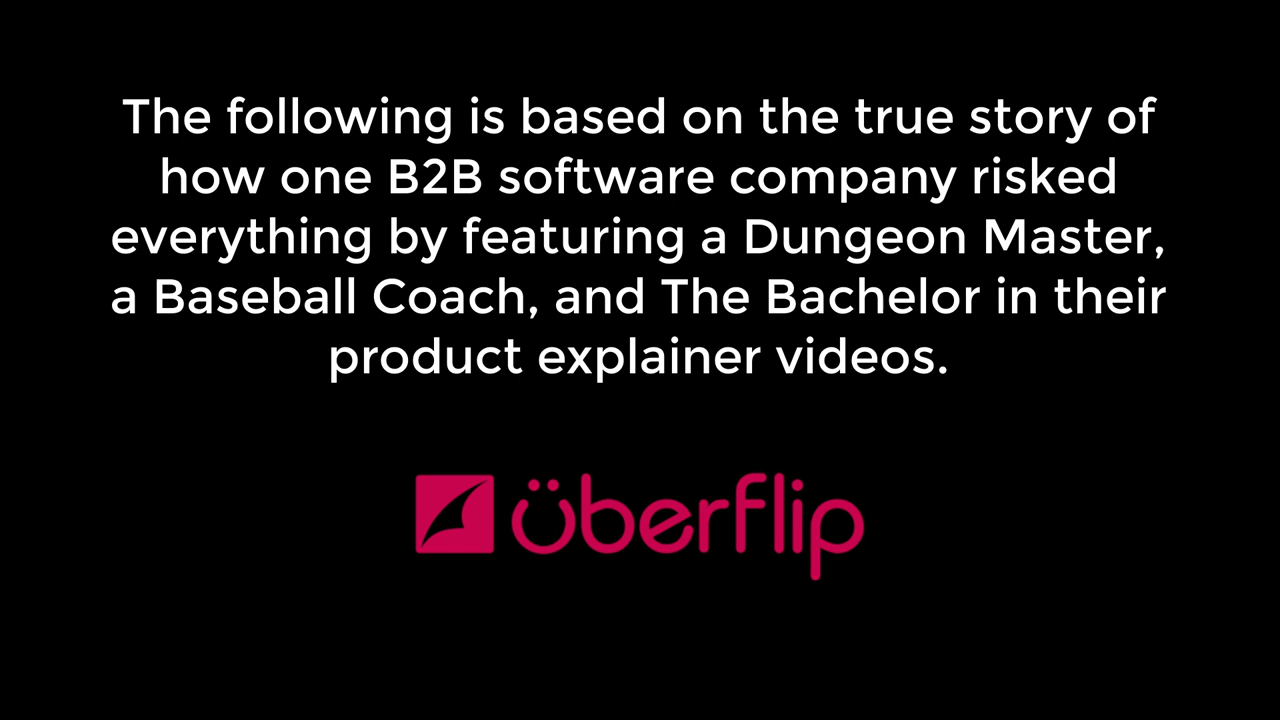 The following is based on the true story of
how one B2B software company risked
everything by featuring a Dungeon Master,
a Baseball Coach, and The Bachelor in their
product explainer videos.
überflip